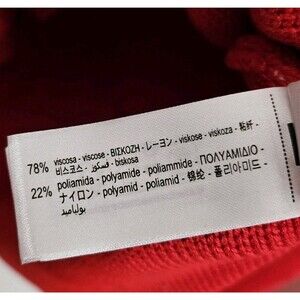 78% viscosa - viscose - ΒΙΣΚΟΖΗ - レーヨン - viskose - viskoza - 粘纤 -
비스코스 - فسكوز - biskosa
22% poliamida - polyamide - poliammide - ΠΟΛΥΑΜΙΔΙΟ -
ナイロン - polyamid - poliamid - 锦纶 - 폴리아미드 -
بولياميد